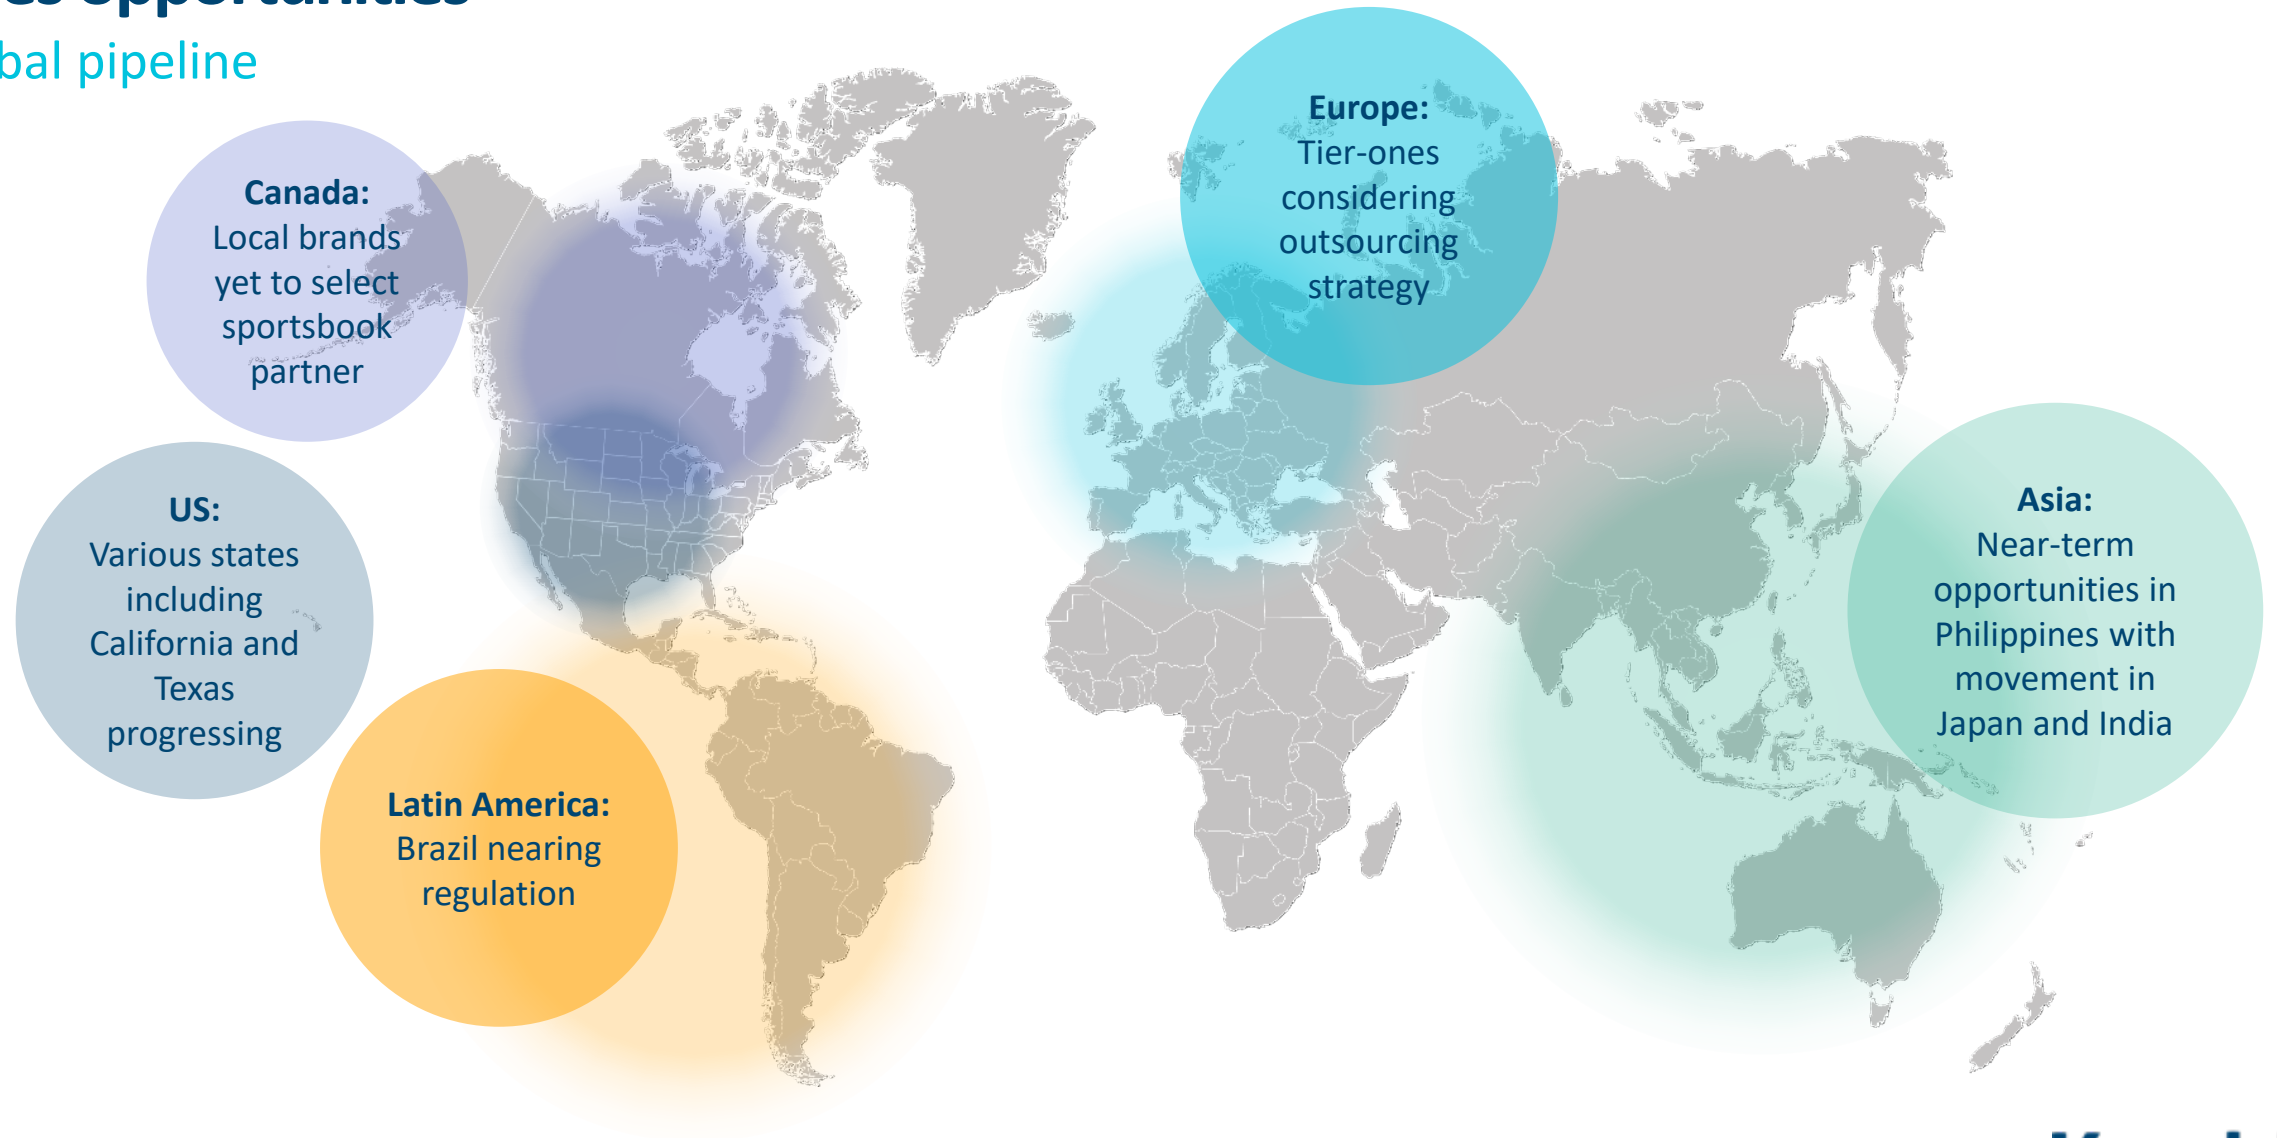 opportunities
pipeline
Canada:
Local brands
yet to select
sportsbook
partner
US:
Various states
including
California and
Texas
progressing
Latin America:
Brazil nearing
regulation
Europe:
Tier-ones
considering
outsourcing
strategy
Asia:
Near-term
opportunities in
Philippines with
movement in
Japan and India